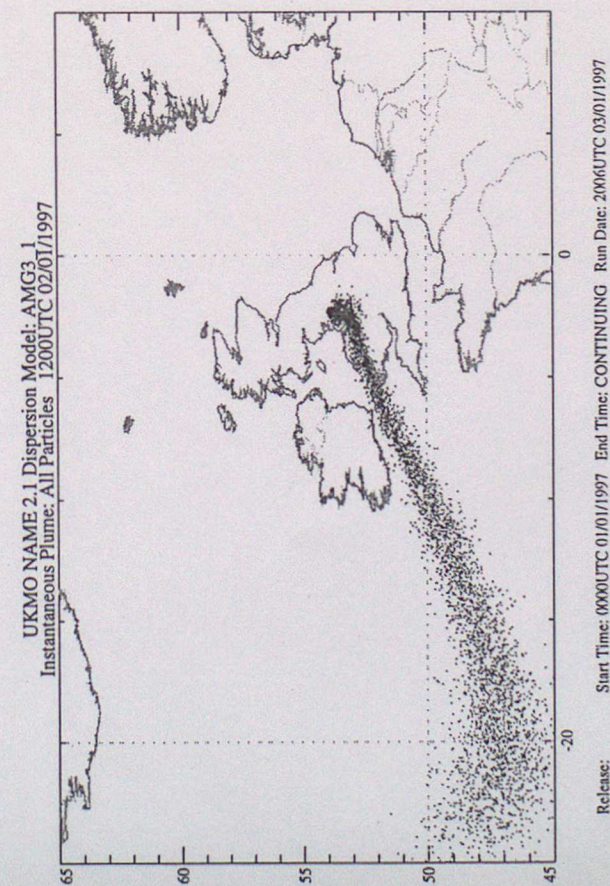 UKMO NAME 2.1 Dispersion Model: AMG3_1
Instantaneous Plume: All Particles 1200UTC 02/01/1997
65
60
55
50
45
-20
0
Release: Start Time: 0000UTC 01/01/1997 End Time: CONTINUING Run Date: 2006UTC 03/01/1997